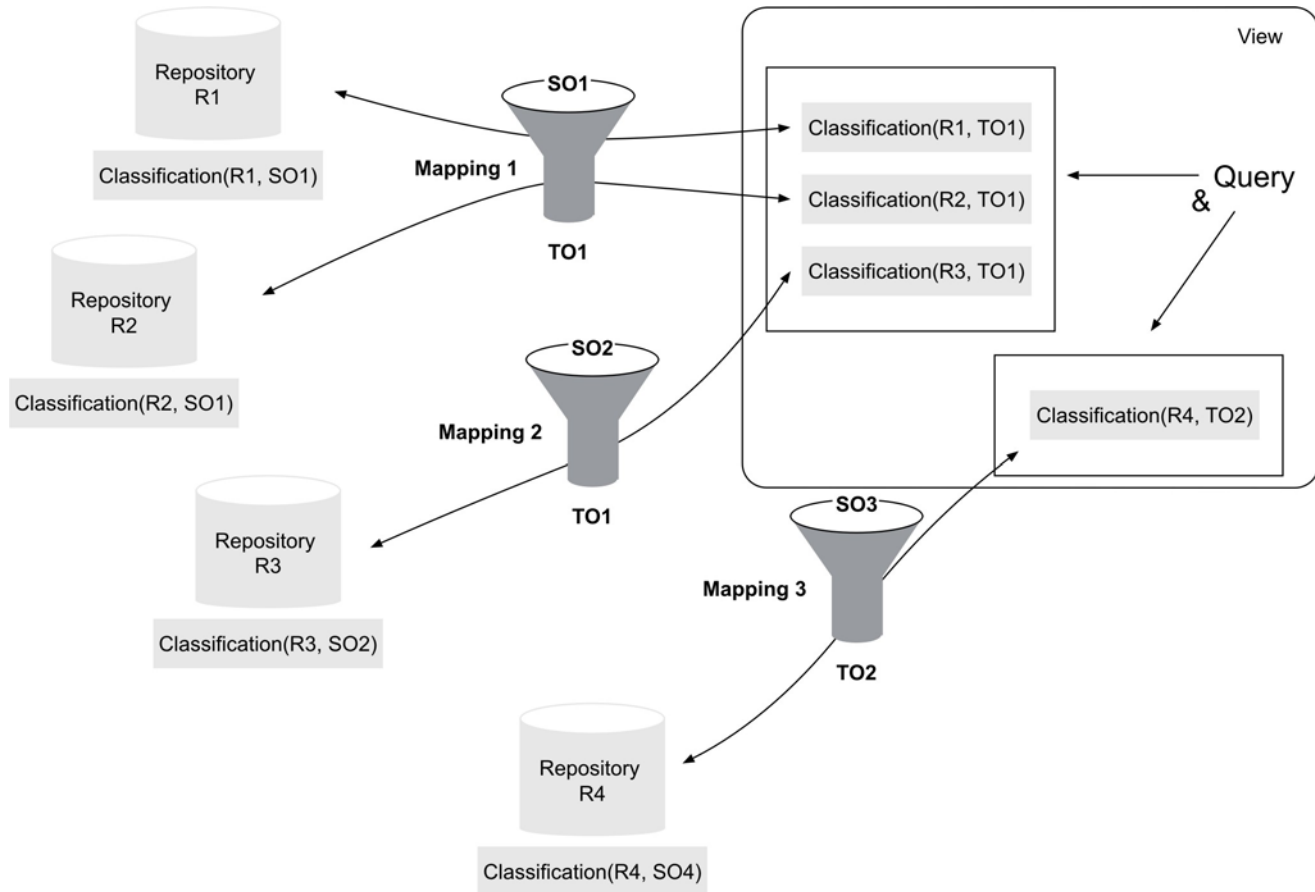 View
Repository
R1
Classification(R1, SO1)
SO1
Mapping 1
TO1
Classification(R1, TO1)
Classification(R2, TO1)
Classification(R3, TO1)
Query
&
Repository
R2
Classification(R2, SO1)
SO2
Mapping 2
TO1
Classification(R4, TO2)
Repository
R3
Classification(R3, SO2)
SO3
Mapping 3
TO2
Repository
R4
Classification(R4, SO4)